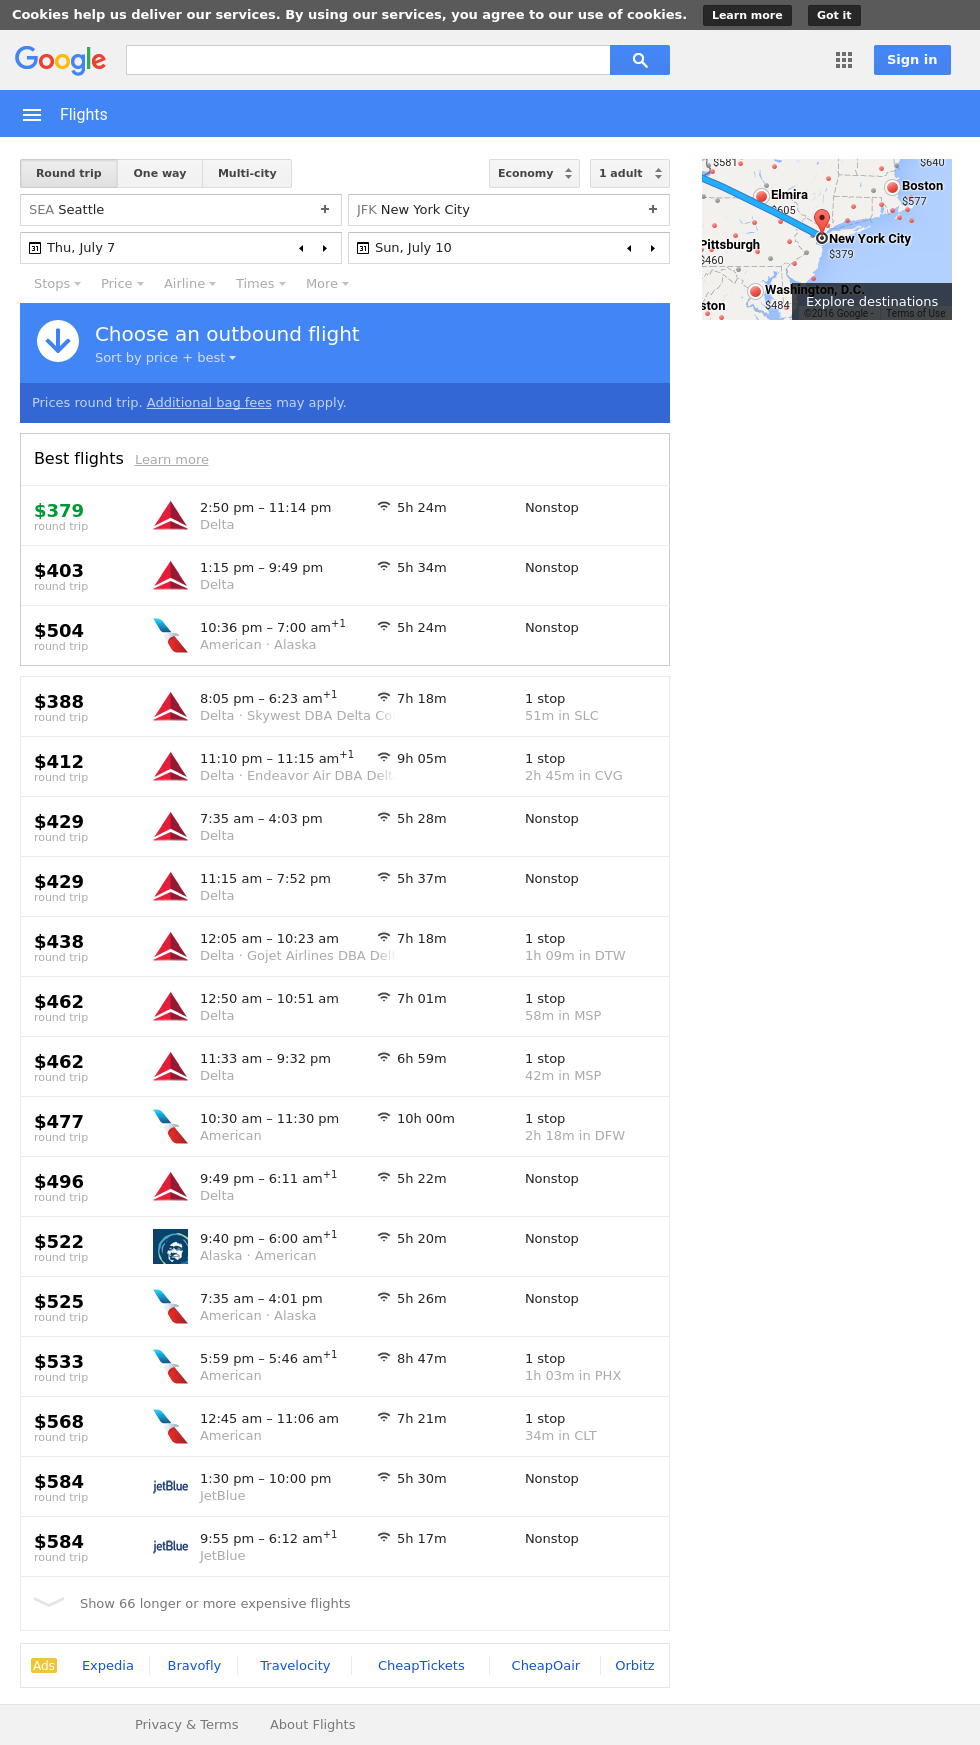 Cookies help us deliver our services. By using our services, you agree to our use of cookies. Learn more Got it
Google Sign in
Flights
Round trip One way Multi-city Economy 1 adult
SEA Seattle + JFK New York City +
Thu, July 7 Sun, July 10
Stops Price Airline Times More
$581 $640
Elmira Boston
$605 $577
Pittsburgh New York City
$460 $379
Washington, D.C.
ston $484 Explore destinations
©2016 Google - Terms of Use
Choose an outbound flight
Sort by price + best
Prices round trip. Additional bag fees may apply.
Best flights Learn more
$379 2:50 pm – 11:14 pm 5h 24m Nonstop
round trip Delta
$403 1:15 pm – 9:49 pm 5h 34m Nonstop
round trip Delta
$504 10:36 pm – 7:00 am+1 5h 24m Nonstop
round trip American · Alaska
$388 8:05 pm – 6:23 am+1 7h 18m 1 stop
round trip Delta · Skywest DBA Delta Co 51m in SLC
$412 11:10 pm – 11:15 am+1 9h 05m 1 stop
round trip Delta · Endeavor Air DBA Delt 2h 45m in CVG
$429 7:35 am – 4:03 pm 5h 28m Nonstop
round trip Delta
$429 11:15 am – 7:52 pm 5h 37m Nonstop
round trip Delta
$438 12:05 am – 10:23 am 7h 18m 1 stop
round trip Delta · Gojet Airlines DBA Delt 1h 09m in DTW
$462 12:50 am – 10:51 am 7h 01m 1 stop
round trip Delta 58m in MSP
$462 11:33 am – 9:32 pm 6h 59m 1 stop
round trip Delta 42m in MSP
$477 10:30 am – 11:30 pm 10h 00m 1 stop
round trip American 2h 18m in DFW
$496 9:49 pm – 6:11 am+1 5h 22m Nonstop
round trip Delta
$522 9:40 pm – 6:00 am+1 5h 20m Nonstop
round trip Alaska · American
$525 7:35 am – 4:01 pm 5h 26m Nonstop
round trip American · Alaska
$533 5:59 pm – 5:46 am+1 8h 47m 1 stop
round trip American 1h 03m in PHX
$568 12:45 am – 11:06 am 7h 21m 1 stop
round trip American 34m in CLT
$584 jetBlue 1:30 pm – 10:00 pm 5h 30m Nonstop
round trip JetBlue
$584 jetBlue 9:55 pm – 6:12 am+1 5h 17m Nonstop
round trip JetBlue
Show 66 longer or more expensive flights
Ads Expedia Bravofly Travelocity CheapTickets CheapOair Orbitz
Privacy & Terms About Flights